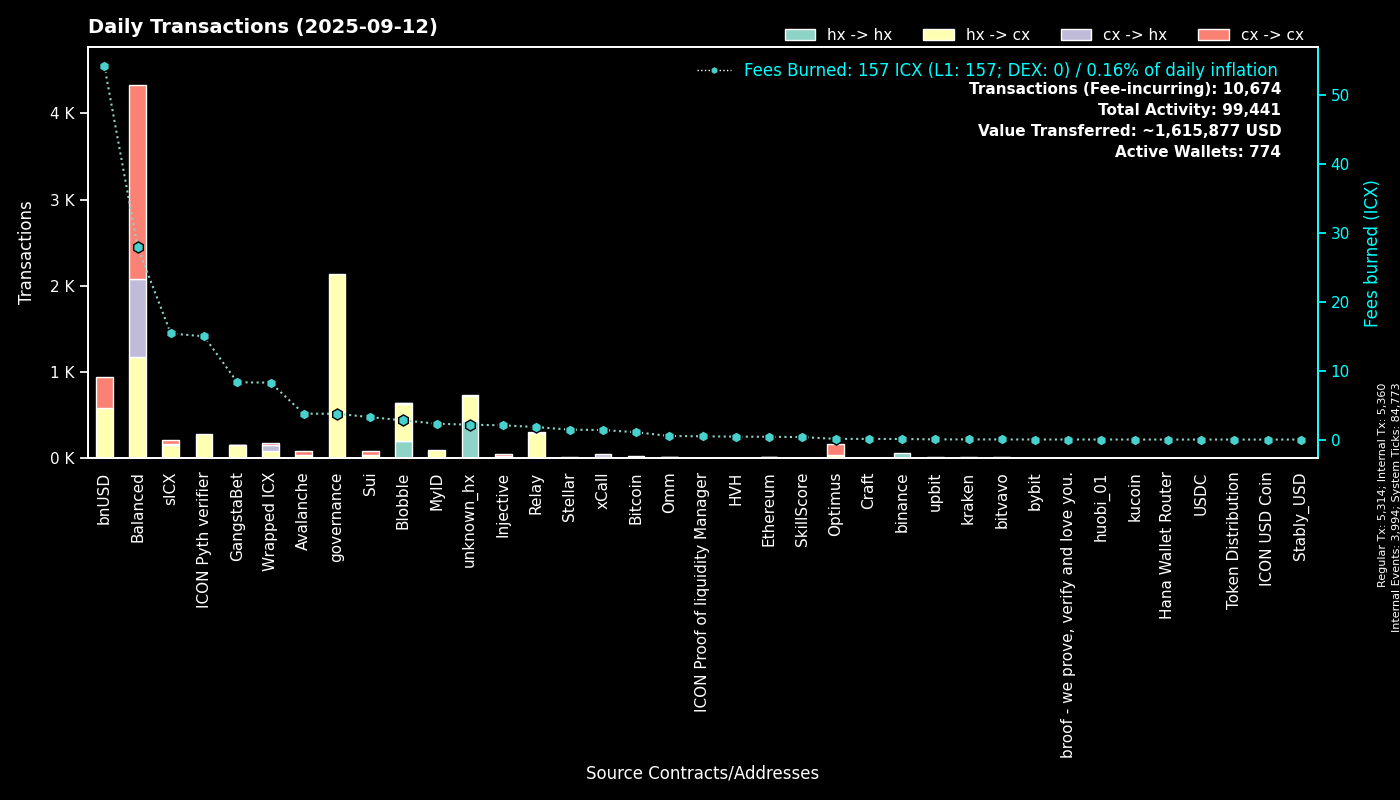 Daily Transactions (2025-09-12)
hx -> hx
hx -> cx
cx -> hx
cx -> cx
Fees Burned: 157 ICX (L1: 157; DEX: 0) / 0.16% of daily inflation
Transactions (Fee-incurring): 10,674
Total Activity: 99,441
Value Transferred: ~1,615,877 USD
Active Wallets: 774
Transactions
4 K
3 K
2 K
1 K
0 K
50
40
30
20
10
0
Fees burned (ICX)
bnUSD
Balanced
sICX
ICON Pyth verifier
GangstaBet
Wrapped ICX
Avalanche
governance
Sui
Blobble
MyID
unknown_hx
Injective
Relay
Stellar
xCall
Bitcoin
Omm
ICON Proof of liquidity Manager
HVH
Ethereum
SkillScore
Optimus
Craft
binance
upbit
kraken
bitvavo
bybit
broof - we prove, verify and love you.
huobi_01
kucoin
Hana Wallet Router
USDC
Token Distribution
ICON USD Coin
Stably_USD
Source Contracts/Addresses
Regular Tx: 5,314; Internal Tx: 5,360
Internal Events: 3,994; System Ticks: 84,773